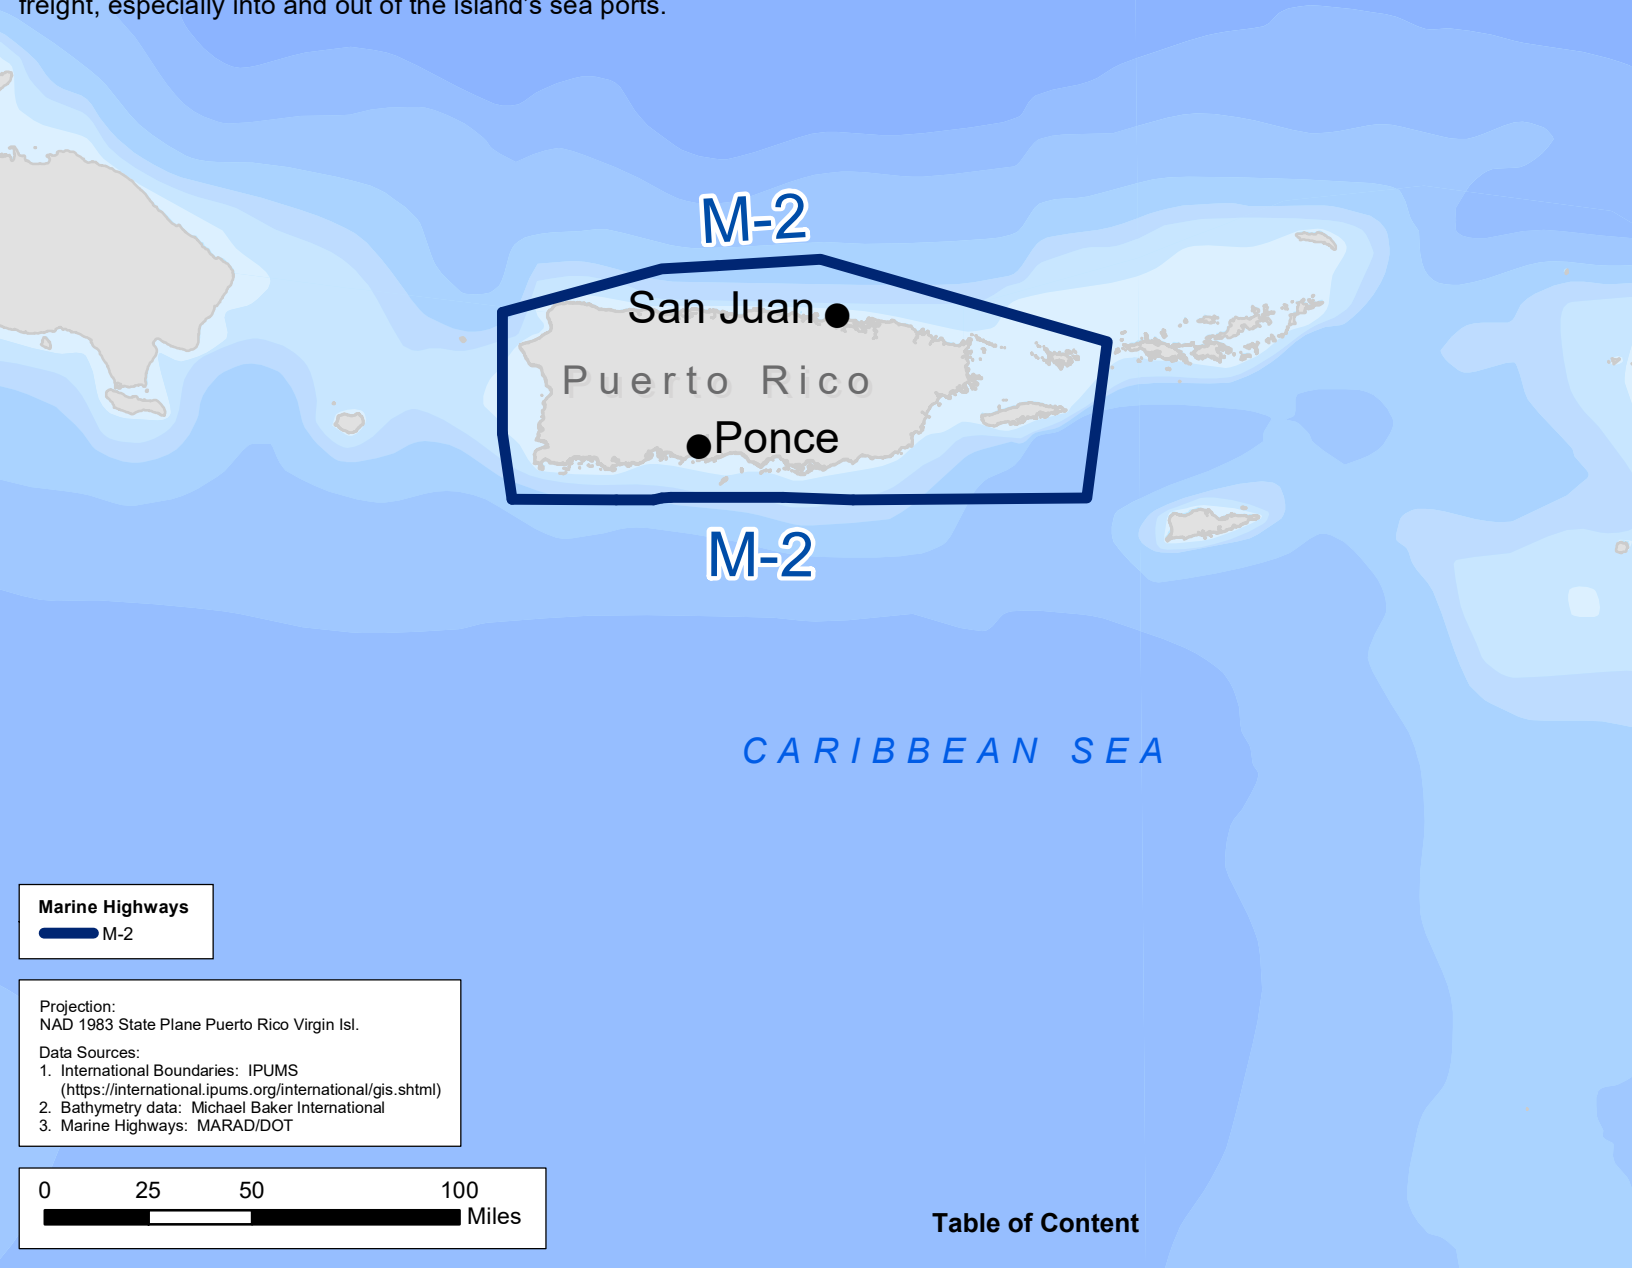 freight, especially into and out of the Island's sea ports.
M-2
San Juan
Puerto Rico
Ponce
M-2
CARIBBEAN SEA
Marine Highways
M-2
Projection:
NAD 1983 State Plane Puerto Rico Virgin Isl.
Data Sources:
1. International Boundaries: IPUMS
(https://international.ipums.org/international/gis.shtml)
2. Bathymetry data: Michael Baker International
3. Marine Highways: MARAD/DOT
0 25 50 100
Miles
Table of Content